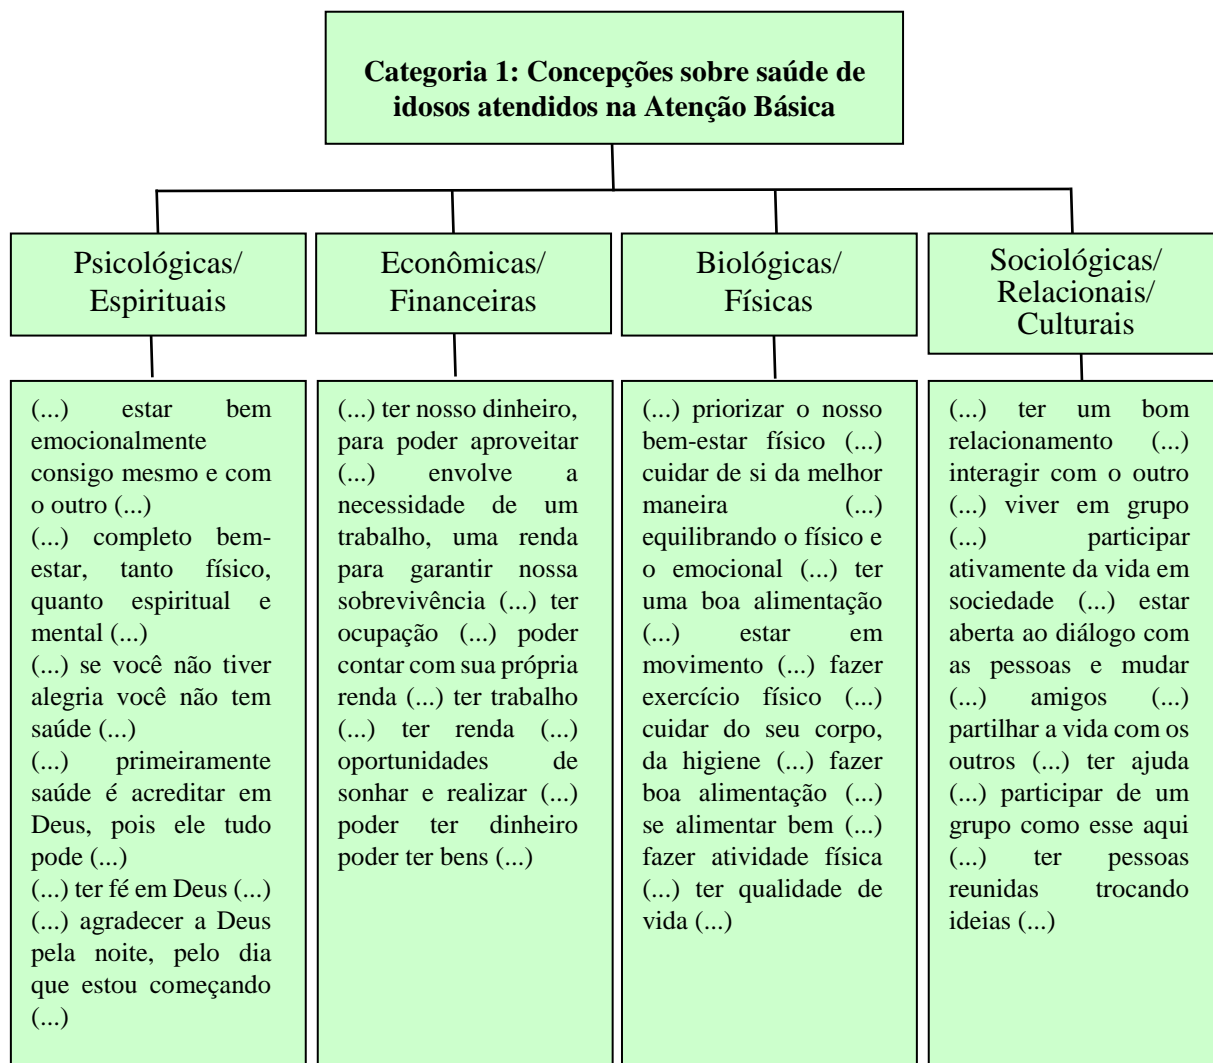 Categoria 1: Concepções sobre saúde de
idosos atendidos na Atenção Básica
Psicológicas/
Espirituais
Econômicas/
Financeiras
Biológicas/
Físicas
Sociológicas/
Relacionais/
Culturais
(...) estar bem
emocionalmente
consigo mesmo e com
o outro (...)
(...) completo bem-
estar, tanto físico,
quanto espiritual e
mental (...)
(...) se você não tiver
alegria você não tem
saúde (...)
(...) primeiramente
saúde é acreditar em
Deus, pois ele tudo
pode (...)
(...) ter fé em Deus (...)
(...) agradecer a Deus
pela noite, pelo dia
que estou começando
(...)
(...) ter nosso dinheiro,
para poder aproveitar
(...) envolve a
necessidade de um
trabalho, uma renda
para garantir nossa
sobrevivência (...) ter
ocupação (...) poder
contar com sua própria
renda (...) ter trabalho
(...) ter renda (...)
oportunidades de
sonhar e realizar (...)
poder ter dinheiro
poder ter bens (...)
(...) priorizar o nosso
bem-estar físico (...)
cuidar de si da melhor
maneira (...)
equilibrando o físico e
o emocional (...) ter
uma boa alimentação
(...) estar em
movimento (...) fazer
exercício físico (...)
cuidar do seu corpo,
da higiene (...) fazer
boa alimentação (...)
se alimentar bem (...)
fazer atividade física
(...) ter qualidade de
vida (...)
(...) ter um bom
relacionamento (...)
interagir com o outro
(...) viver em grupo
(...) participar
ativamente da vida em
sociedade (...) estar
aberta ao diálogo com
as pessoas e mudar
(...) amigos (...)
partilhar a vida com os
outros (...) ter ajuda
(...) participar de um
grupo como esse aqui
(...) ter pessoas
reunidas trocando
ideias (...)